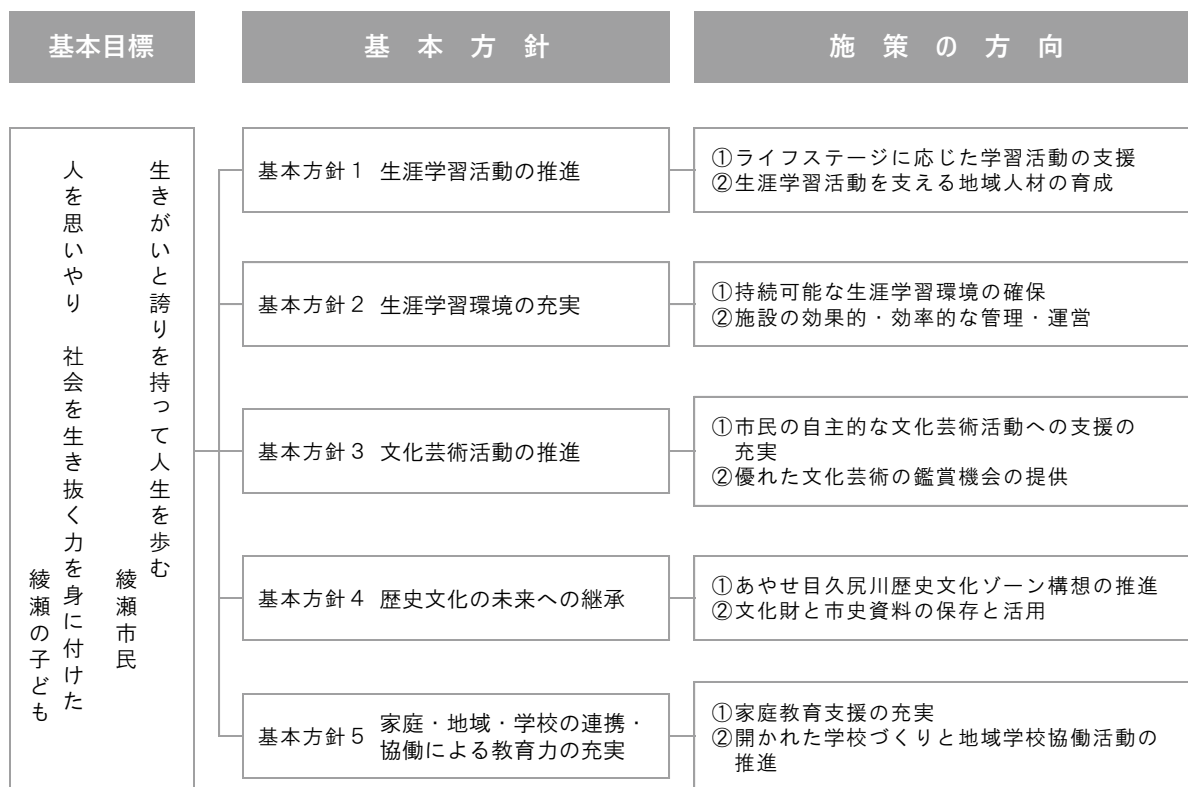 基本目標
基本方針
施策の方向
生きがいと誇りを持って人生を歩む
綾瀬市民
人を思いやり　社会を生き抜く力を身に付けた
綾瀬の子ども
基本方針１ 生涯学習活動の推進
①ライフステージに応じた学習活動の支援
②生涯学習活動を支える地域人材の育成
基本方針２ 生涯学習環境の充実
①持続可能な生涯学習環境の確保
②施設の効果的・効率的な管理・運営
基本方針３ 文化芸術活動の推進
①市民の自主的な文化芸術活動への支援の
充実
②優れた文化芸術の鑑賞機会の提供
基本方針４ 歴史文化の未来への継承
①あやせ目久尻川歴史文化ゾーン構想の推進
②文化財と市史資料の保存と活用
基本方針５ 家庭・地域・学校の連携・
協働による教育力の充実
①家庭教育支援の充実
②開かれた学校づくりと地域学校協働活動の
推進